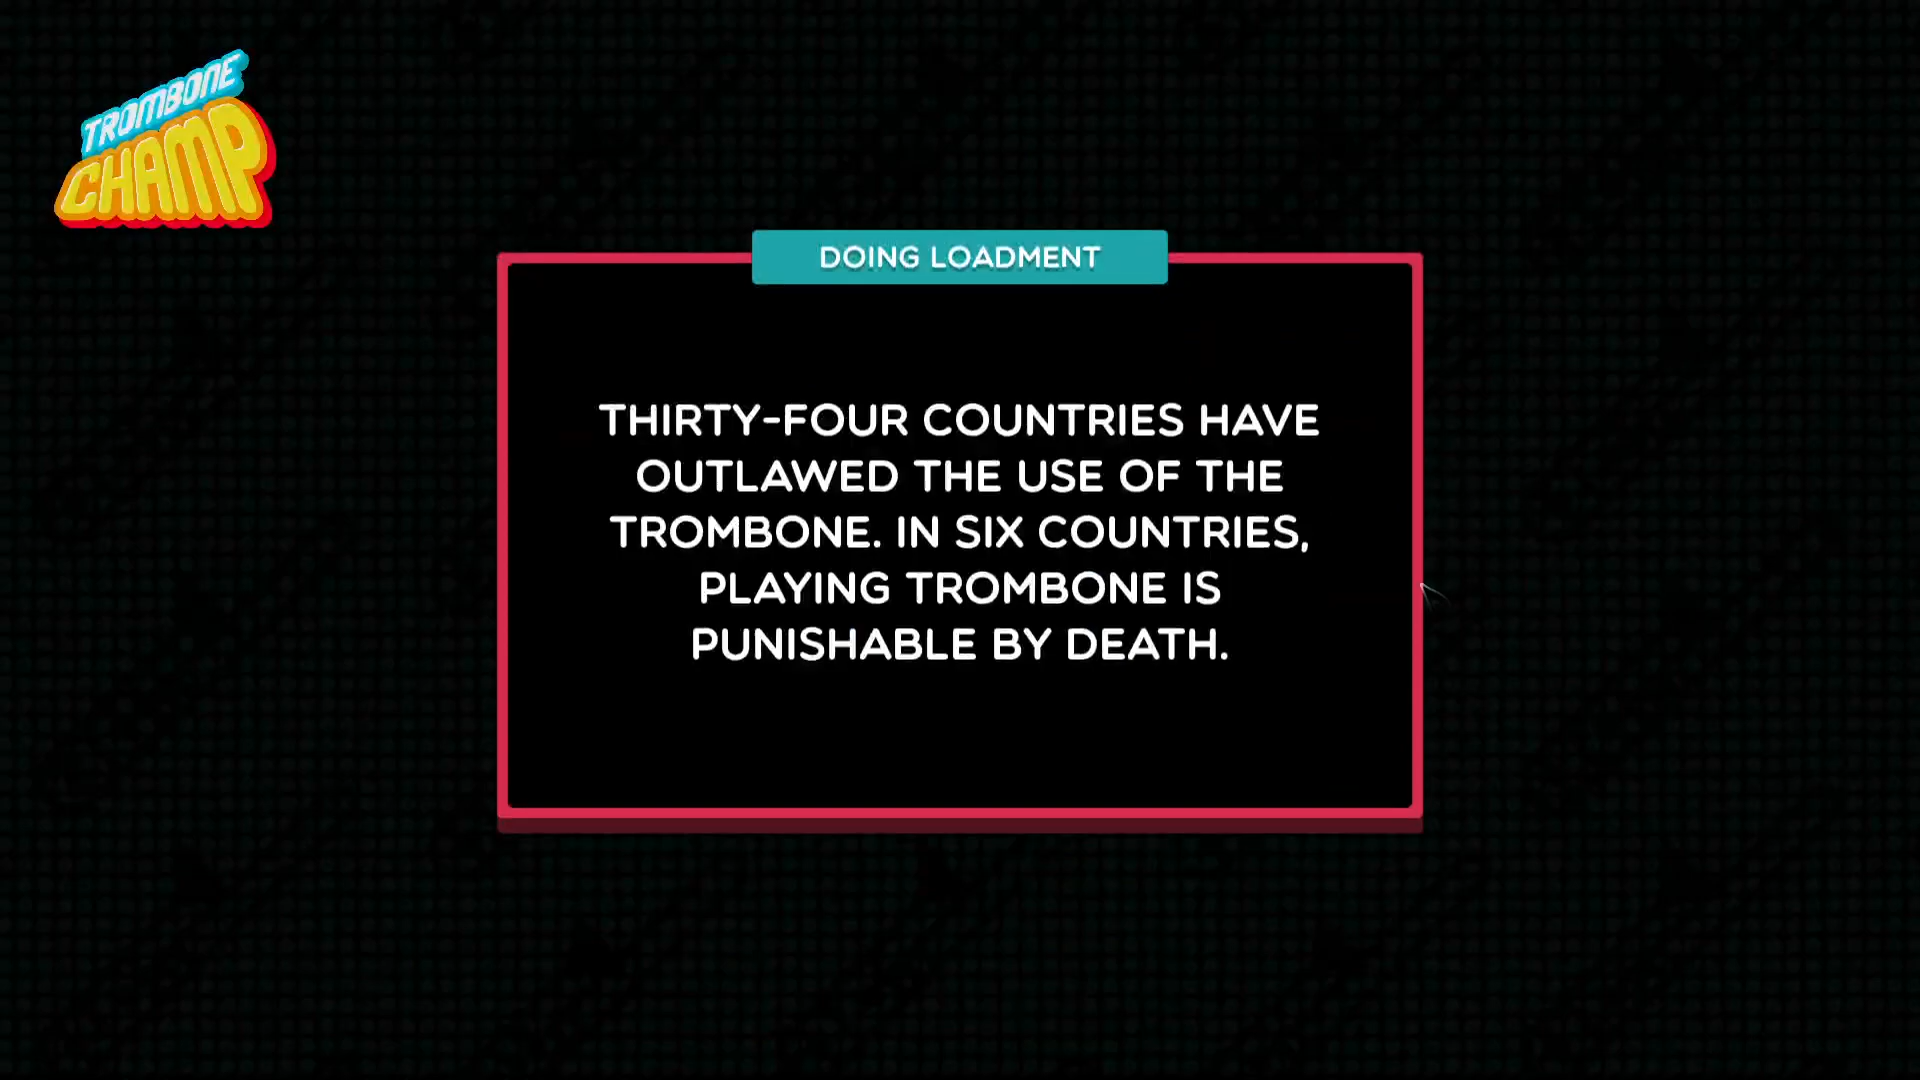 TROMBONE
CHAMP
DOING LOADMENT
THIRTY-FOUR COUNTRIES HAVE
OUTLAWED THE USE OF THE
TROMBONE. IN SIX COUNTRIES,
PLAYING TROMBONE IS
PUNISHABLE BY DEATH.